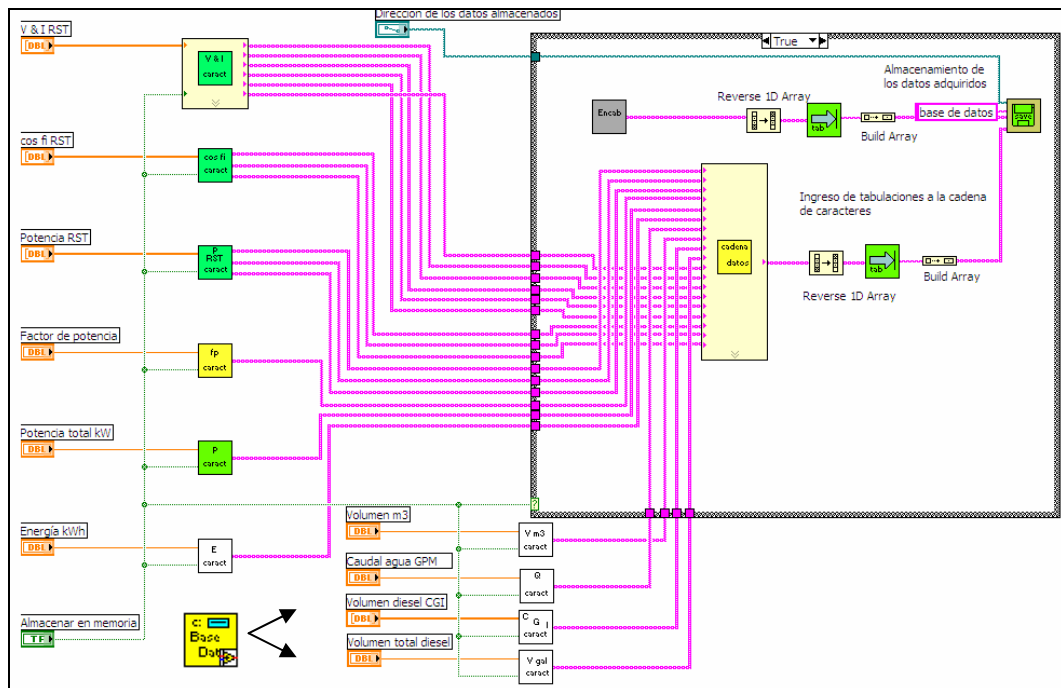 V & I RST
DBL
V & I
caract
cos fi RST
DBL
cos fi
caract
Potencia RST
DBL
P
RST
caract
Factor de potencia
DBL
fp
caract
Potencia total kW
DBL
P
caract
Energía kWh
DBL
E
caract
Almacenar en memoria
TF
c:
Base
Dat
Dirección de los datos almacenados
True
Encab
Reverse 1D Array
tab
Build Array
Almacenamiento de
los datos adquiridos
base de datos
save
Ingreso de tabulaciones a la cadena
de caracteres
cadena
datos
Reverse 1D Array
tab
Build Array
?
Volumen m3
DBL
V m3
caract
Caudal agua GPM
DBL
Q
caract
Volumen diesel CGI
DBL
C G I
caract
Volumen total diesel
DBL
V gal
caract